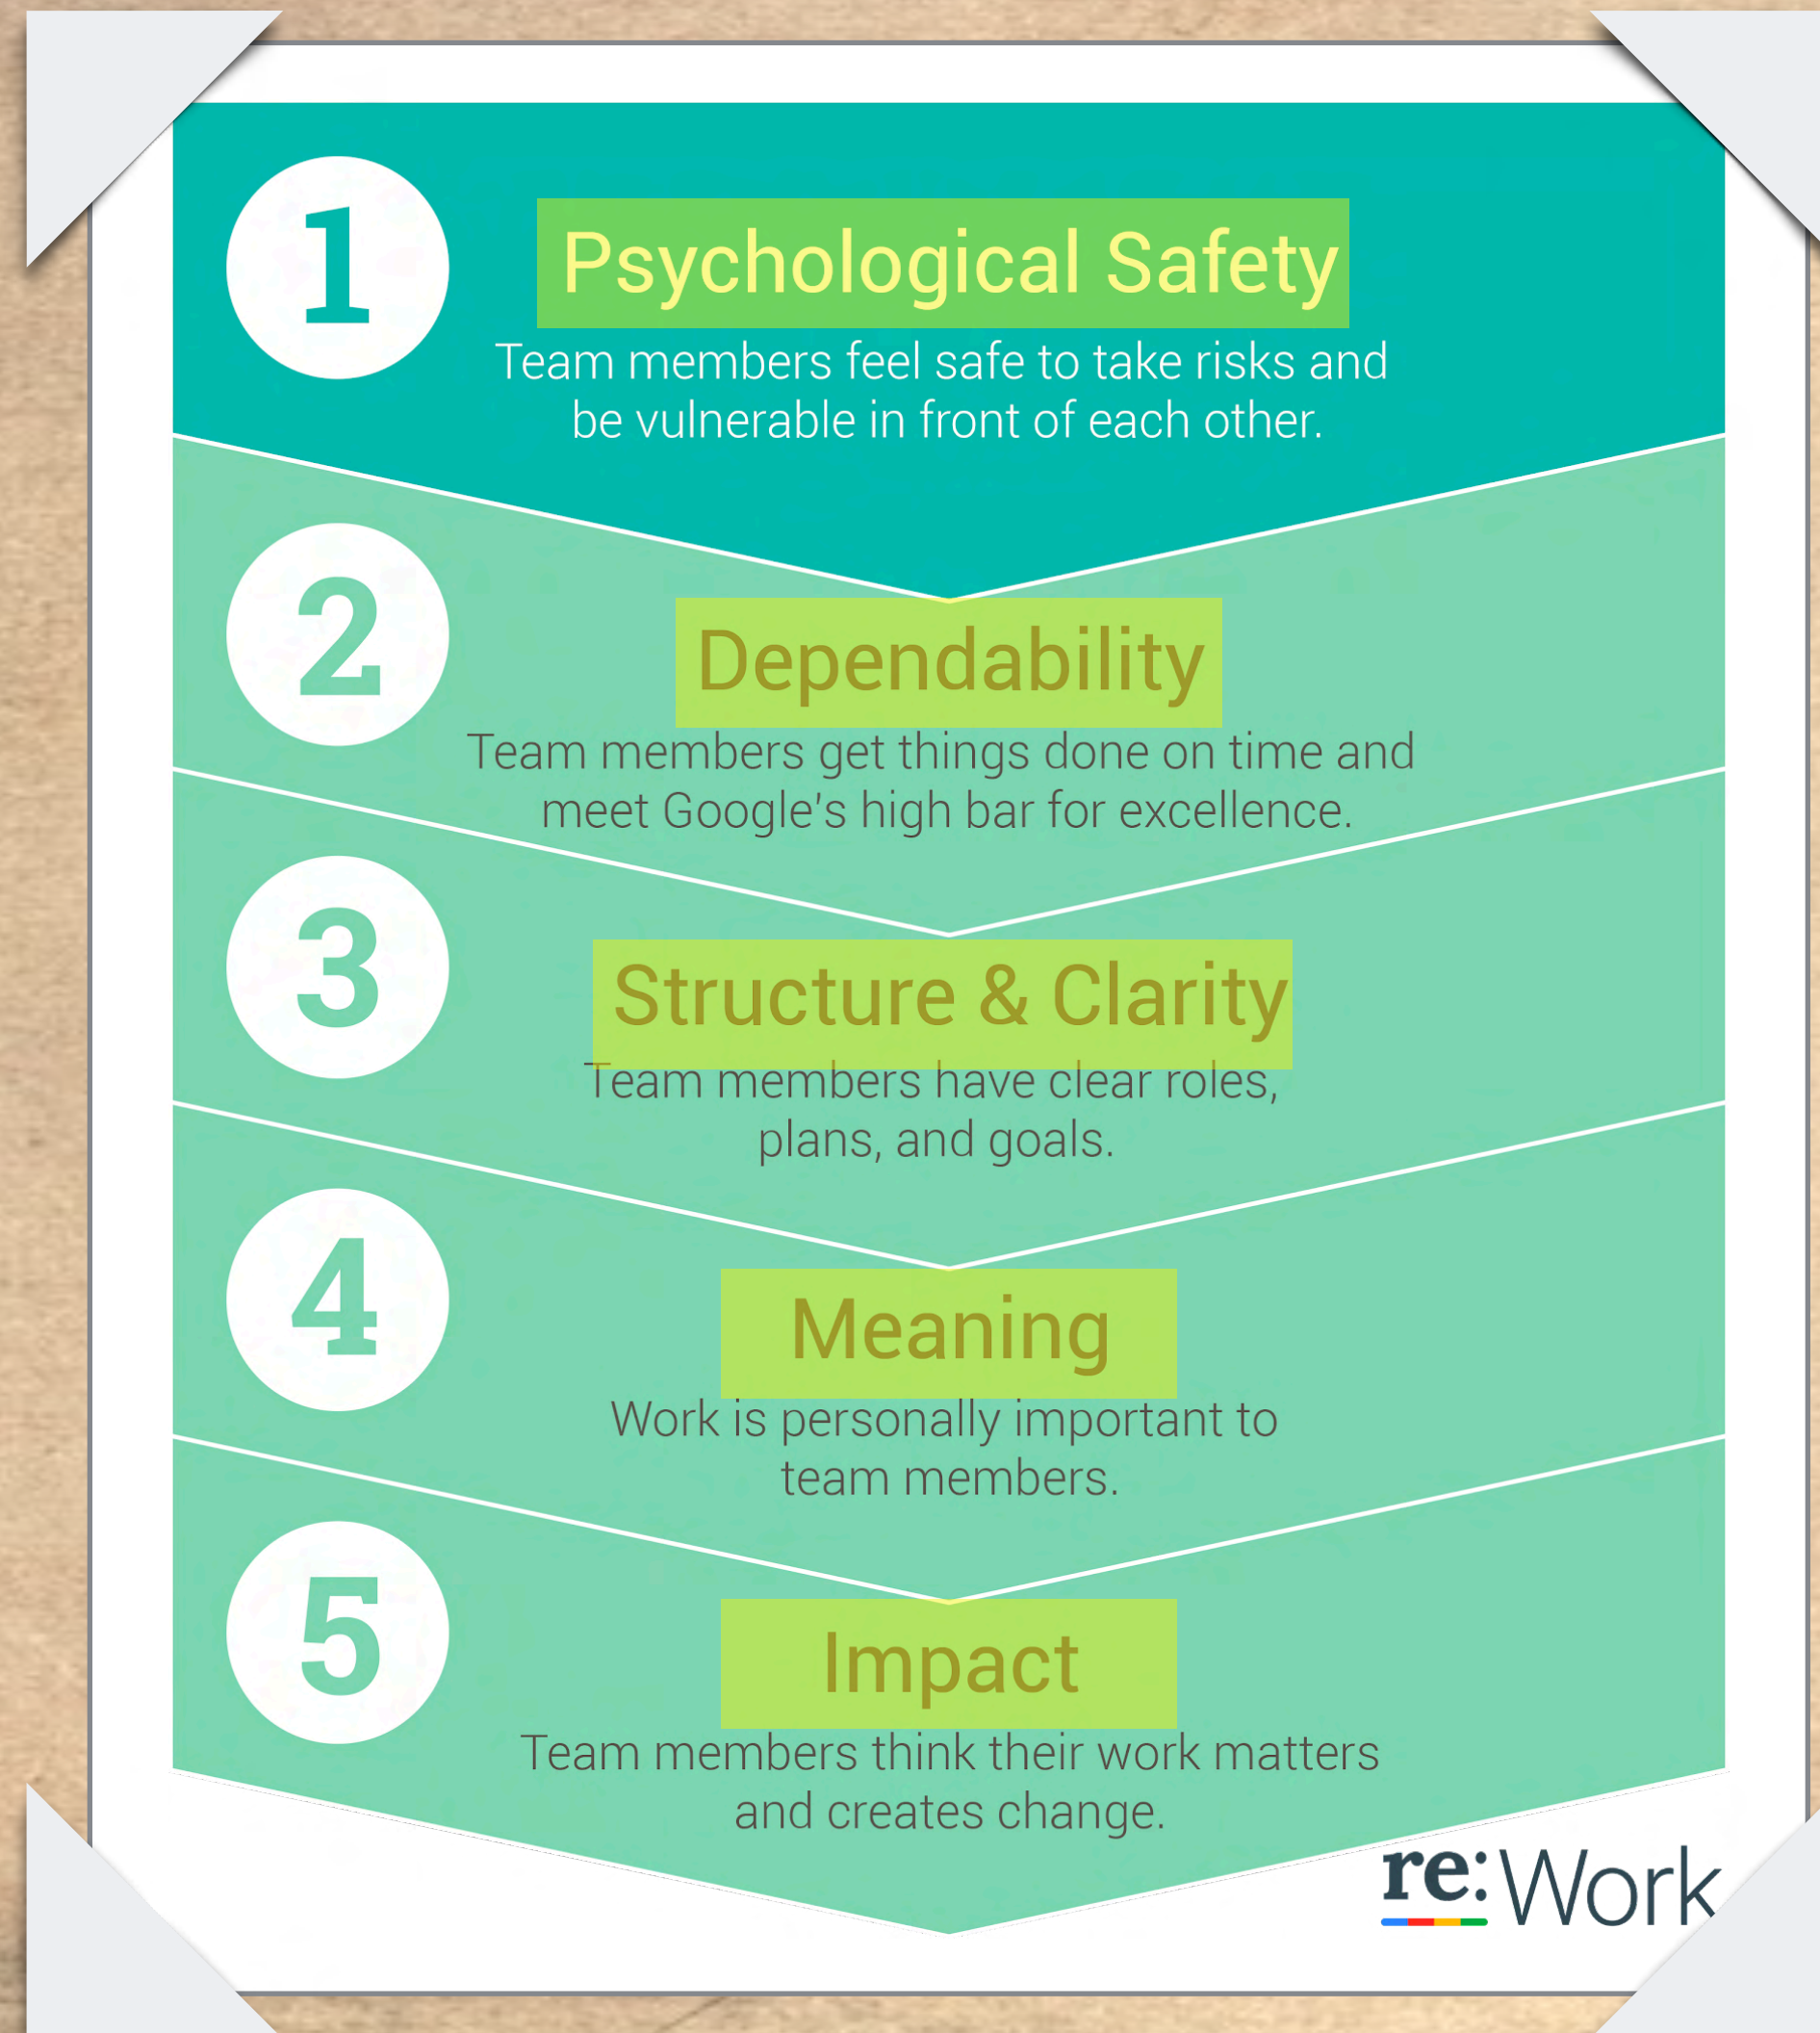 1
Psychological Safety
Team members feel safe to take risks and
be vulnerable in front of each other.
2
Dependability
Team members get things done on time and
meet Google's high bar for excellence.
3
Structure & Clarity
Team members have clear roles,
plans, and goals.
4
Meaning
Work is personally important to
team members.
5
Impact
Team members think their work matters
and creates change.
re:Work